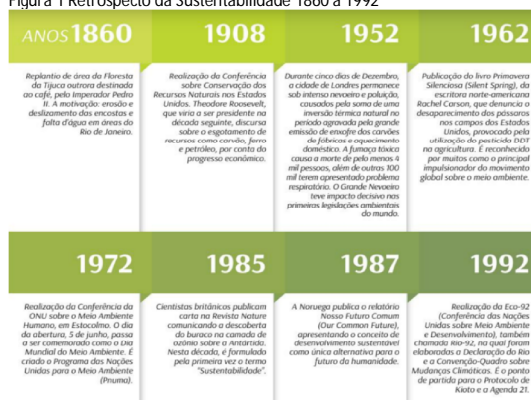 Figura 1 Retrospecto da Sustentabilidade 1860 a 1992
ANOS 1860
Replantio de área da Floresta
da Tijuca outrora destinada
ao café, pelo Imperador Pedro
II. A motivação: erosão e
deslizamento das encostas e
falta d'água em áreas do
Rio de Janeiro.
1908
Realização da Conferência
sobre Conservação dos
Recursos Naturais nos Estados
Unidos. Theodore Roosevelt,
que viria a ser presidente na
década seguinte, discursa
sobre o esgotamento de
recursos como carvão, ferro
e petróleo, por conta do
progresso econômico.
1952
Durante cinco dias de Dezembro,
a cidade de Londres permanece
sob intenso nevoeiro e poluição,
causados pela soma de uma
inversão térmica natural no
período agravada pela grande
emissão de enxofre dos carvões
de fábricas e aquecimento
doméstico. A fumaça tóxica
causa a morte de pelo menos 4
mil pessoas, além de outras 100
mil terem apresentado problema
respiratório. O Grande Nevoeiro
teve impacto decisivo nas
primeiras legislações ambientais
do mundo.
1962
Publicação do livro Primavera
Silenciosa (Silent Spring), da
escritora norte-americana
Rachel Carson, que denuncia o
desaparecimento dos pássaros
nos campos dos Estados
Unidos, provocado pela
utilização do pesticida DDT
na agricultura. É reconhecido
por muitos como o principal
impulsionador do movimento
global sobre o meio ambiente.
1972
Realização da Conferência da
ONU sobre o Meio Ambiente
Humano, em Estocolmo. O dia
da abertura, 5 de junho, passa
a ser comemorado como o Dia
Mundial do Meio Ambiente. É
criado o Programa das Nações
Unidas para o Meio Ambiente
(Pnuma).
1985
Cientistas britânicos publicam
carta na Revista Nature
comunicando a descoberta
do buraco na camada de
ozônio sobre a Antártida.
Nesta década, é formulada
pela primeira vez o termo
"Sustentabilidade".
1987
A Noruega publica o relatório
Nosso Futuro Comum
(Our Common Future),
apresentando o conceito de
desenvolvimento sustentável
como única alternativa para o
futuro da humanidade.
1992
Realização da Eco-92
(Conferência das Nações
Unidas sobre Meio Ambiente
e Desenvolvimento), também
chamada Rio-92, na qual foram
elaboradas a Declaração do Rio
e a Convenção-Quadro sobre
Mudanças Climáticas. É o ponto
de partida para o Protocolo de
Kioto e a Agenda 21.